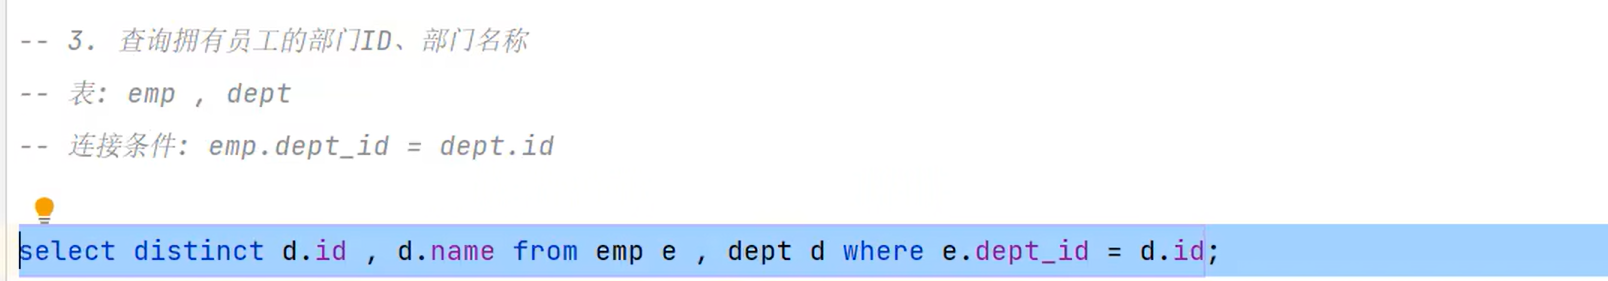 -- 3. 查询拥有员工的部门ID、部门名称
-- 表: emp , dept
-- 连接条件: emp.dept_id = dept.id
select distinct d.id , d.name from emp e , dept d where e.dept_id = d.id;